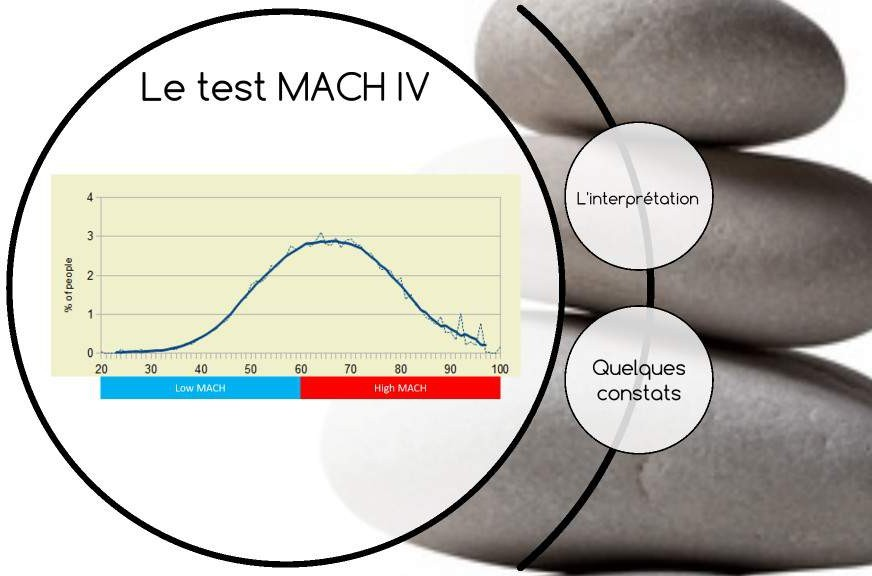 Le test MACH IV
4
3
2
1
0
% of people
20 30 40 50 60 70 80 90 100
Low MACH High MACH
L'interprétation
Quelques
constats